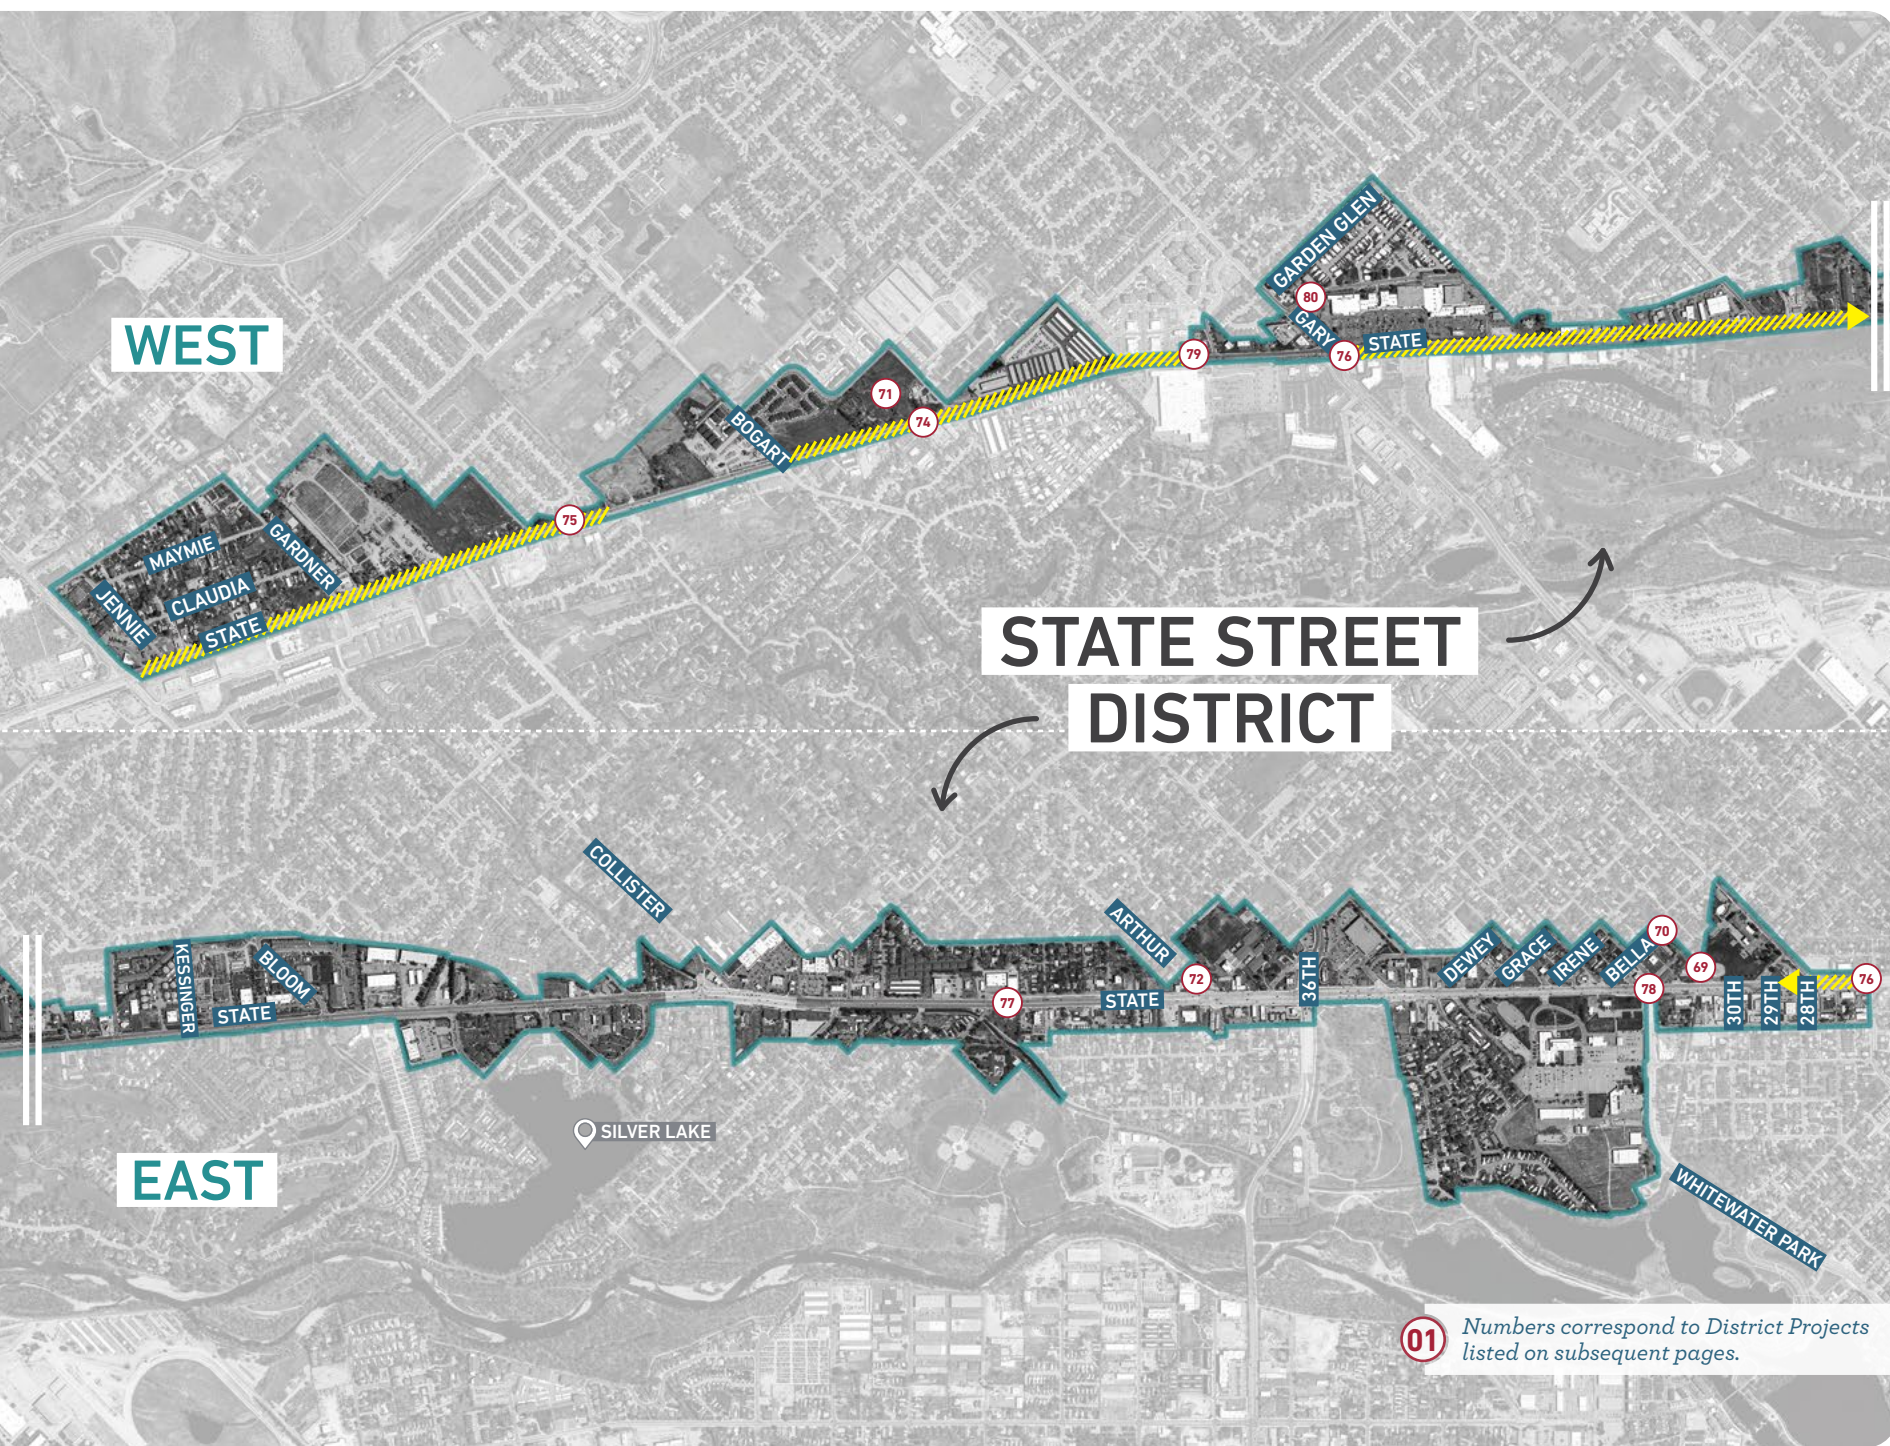 GARDEN GLEN
80
GARY
STATE
76
79
WEST
71
74
BOGART
75
MAYMIE
GARDNER
CLAUDIA
JENNIE
STATE
STATE STREET
DISTRICT
COLLISTER
ARTHUR
KESSINGER
BLOOM
STATE
77
STATE
72
36TH
DEWEY
GRACE
IRENE
BELLA
70
69
78
30TH
29TH
28TH
76
SILVER LAKE
EAST
WHITEWATER PARK
01
Numbers correspond to District Projects
listed on subsequent pages.